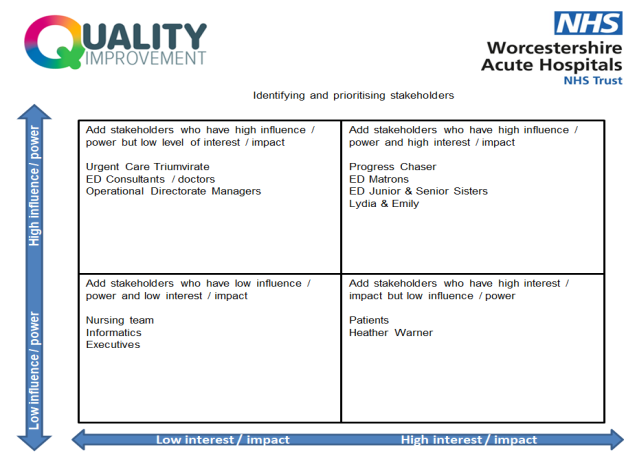 QUALITY
IMPROVEMENT
NHS
Worcestershire
Acute Hospitals
NHS Trust
Identifying and prioritising stakeholders
High influence / power
Low influence / power
Add stakeholders who have high influence /
power but low level of interest / impact
Urgent Care Triumvirate
ED Consultants / doctors
Operational Directorate Managers
Add stakeholders who have high influence /
power and high interest / impact
Progress Chaser
ED Matrons
ED Junior & Senior Sisters
Lydia & Emily
Add stakeholders who have low influence /
power and low interest / impact
Nursing team
Informatics
Executives
Add stakeholders who have high interest /
impact but low influence / power
Patients
Heather Warner
Low interest / impact
High interest / impact